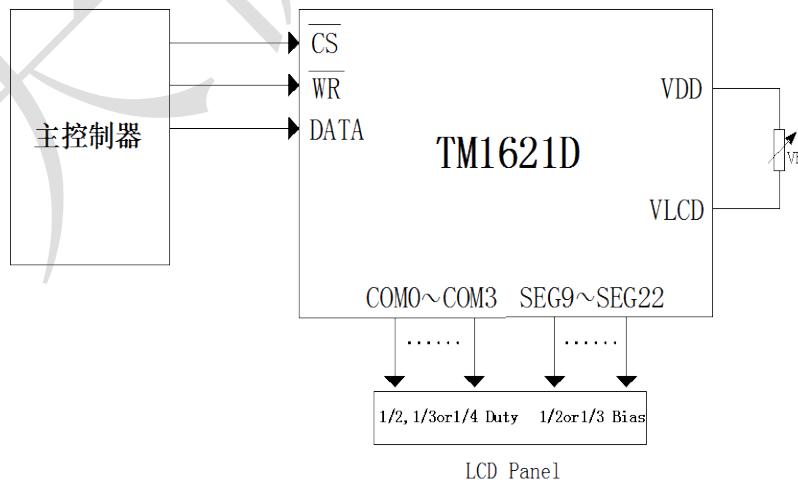 CS
WR
DATA
主控制器
TM1621D
VDD
VLCD
COM0～COM3 SEG9～SEG22
1/2,1/3or1/4 Duty 1/2or1/3 Bias
LCD Panel